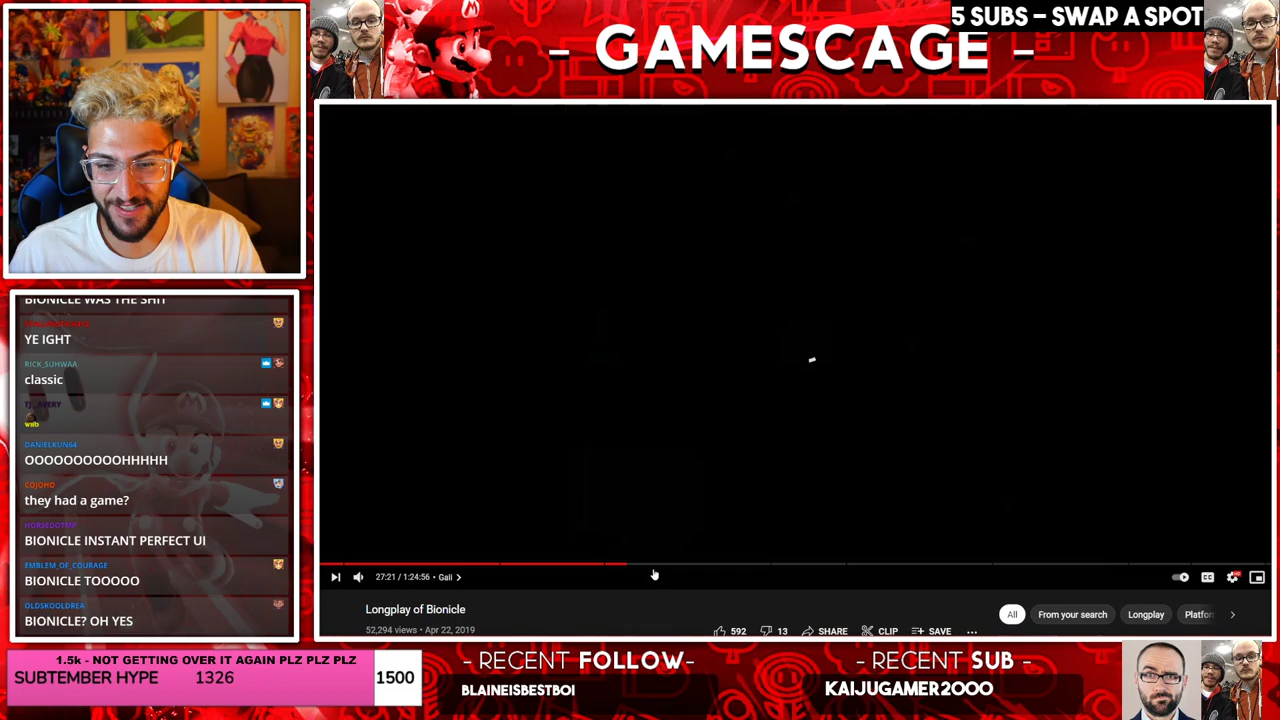 5 SUBS – SWAP A SPOT
- GAMESCAGE -
BIONICLE WAS THE SHIT
YE IGHT
RICK_SUHWAA
classic
TJ_AVERY
DANIELKUN64
OOOOOOOOOOHHHHH
COJOHO
they had a game?
HORSEDOTMP
BIONICLE INSTANT PERFECT UI
EMBLEM_OF_COURAGE
BIONICLE TOOOOO
OLDSKOOLDREA
BIONICLE? OH YES
27:21 / 1:24:56 • Gali
Longplay of Bionicle
52,294 views • Apr 22, 2019
592
13
SHARE
CLIP
SAVE
All
From your search
Longplay
1.5K - NOT GETTING OVER IT AGAIN PLZ PLZ PLZ
SUBTEMBER HYPE 1326 1500
- RECENT FOLLOW-
BLAINEISBESTBOI
- RECENT SUB -
KAIJUGAMER2000